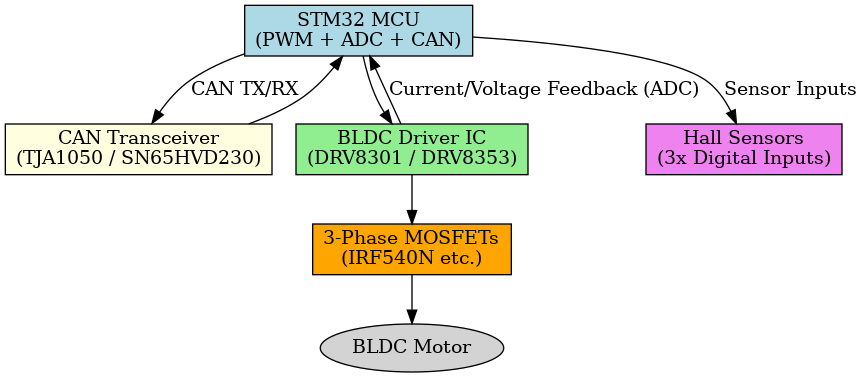 STM32 MCU
(PWM + ADC + CAN)
CAN TX/RX
Current/Voltage Feedback (ADC)
Sensor Inputs
CAN Transceiver
(TJA1050 / SN65HVD230)
BLDC Driver IC
(DRV8301 / DRV8353)
Hall Sensors
(3x Digital Inputs)
3-Phase MOSFETs
(IRF540N etc.)
BLDC Motor